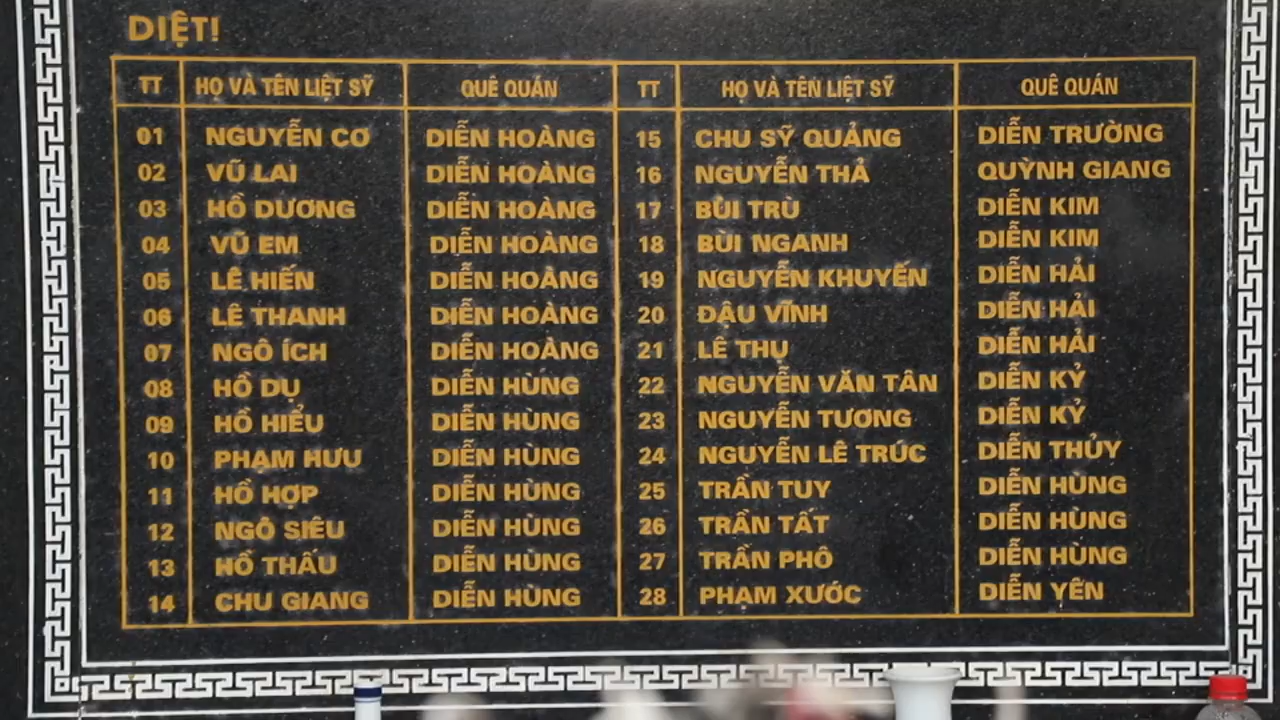 DIỆT!
TT HỌ VÀ TÊN LIỆT SỸ QUÊ QUÁN TT HỌ VÀ TÊN LIỆT SỸ QUÊ QUÁN
01 NGUYỄN CƠ DIỄN HOÀNG 15 CHU SỸ QUẢNG DIỄN TRƯỜNG
02 VŨ LAI DIỄN HOÀNG 16 NGUYỄN THẢ QUỲNH GIANG
03 HỒ DƯƠNG DIỄN HOÀNG 17 BÙI TRÙ DIỄN KIM
04 VŨ EM DIỄN HOÀNG 18 BÙI NGANH DIỄN KIM
05 LÊ HIẾN DIỄN HOÀNG 19 NGUYỄN KHUYẾN DIỄN HẢI
06 LÊ THANH DIỄN HOÀNG 20 ĐẬU VĨNH DIỄN HẢI
07 NGÔ ÍCH DIỄN HOÀNG 21 LÊ THỤ DIỄN HẢI
08 HỒ DỤ DIỄN HÙNG 22 NGUYỄN VĂN TÂN DIỄN KỶ
09 HỒ HIẾU DIỄN HÙNG 23 NGUYỄN TƯƠNG DIỄN KỶ
10 PHẠM HƯU DIỄN HÙNG 24 NGUYỄN LÊ TRÚC DIỄN THỦY
11 HỒ HỢP DIỄN HÙNG 25 TRẦN TUY DIỄN HÙNG
12 NGÔ SIÊU DIỄN HÙNG 26 TRẦN TẤT DIỄN HÙNG
13 HỒ THẤU DIỄN HÙNG 27 TRẦN PHÔ DIỄN HÙNG
14 CHU GIANG DIỄN HÙNG 28 PHẠM XƯỚC DIỄN YÊN